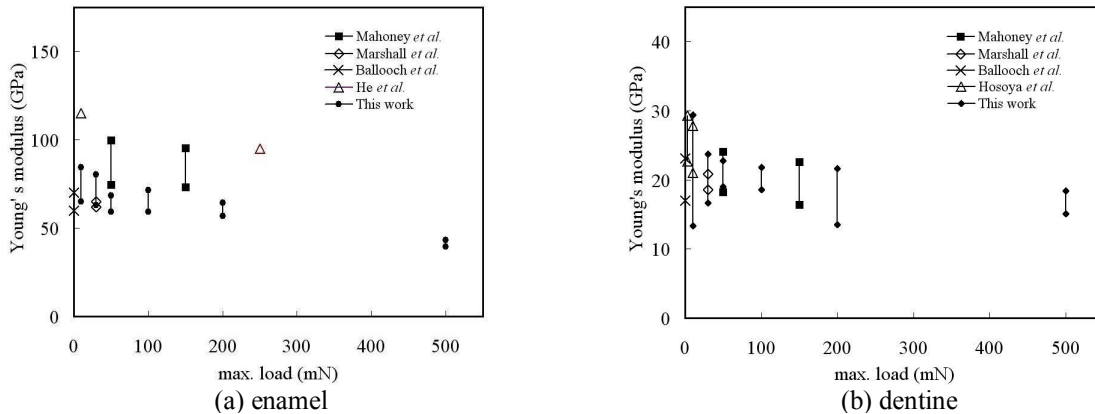 150
100
50
0
Young' s modulus (GPa)
0 100 200 300 400 500
max. load (mN)
Mahoney et al.
Marshall et al.
Ballooch et al.
He et al.
This work
(a) enamel
40
30
20
10
0
Young's modulus (GPa)
0 100 200 300 400 500
max. load (mN)
Mahoney et al.
Marshall et al.
Ballooch et al.
Hosoya et al.
This work
(b) dentine